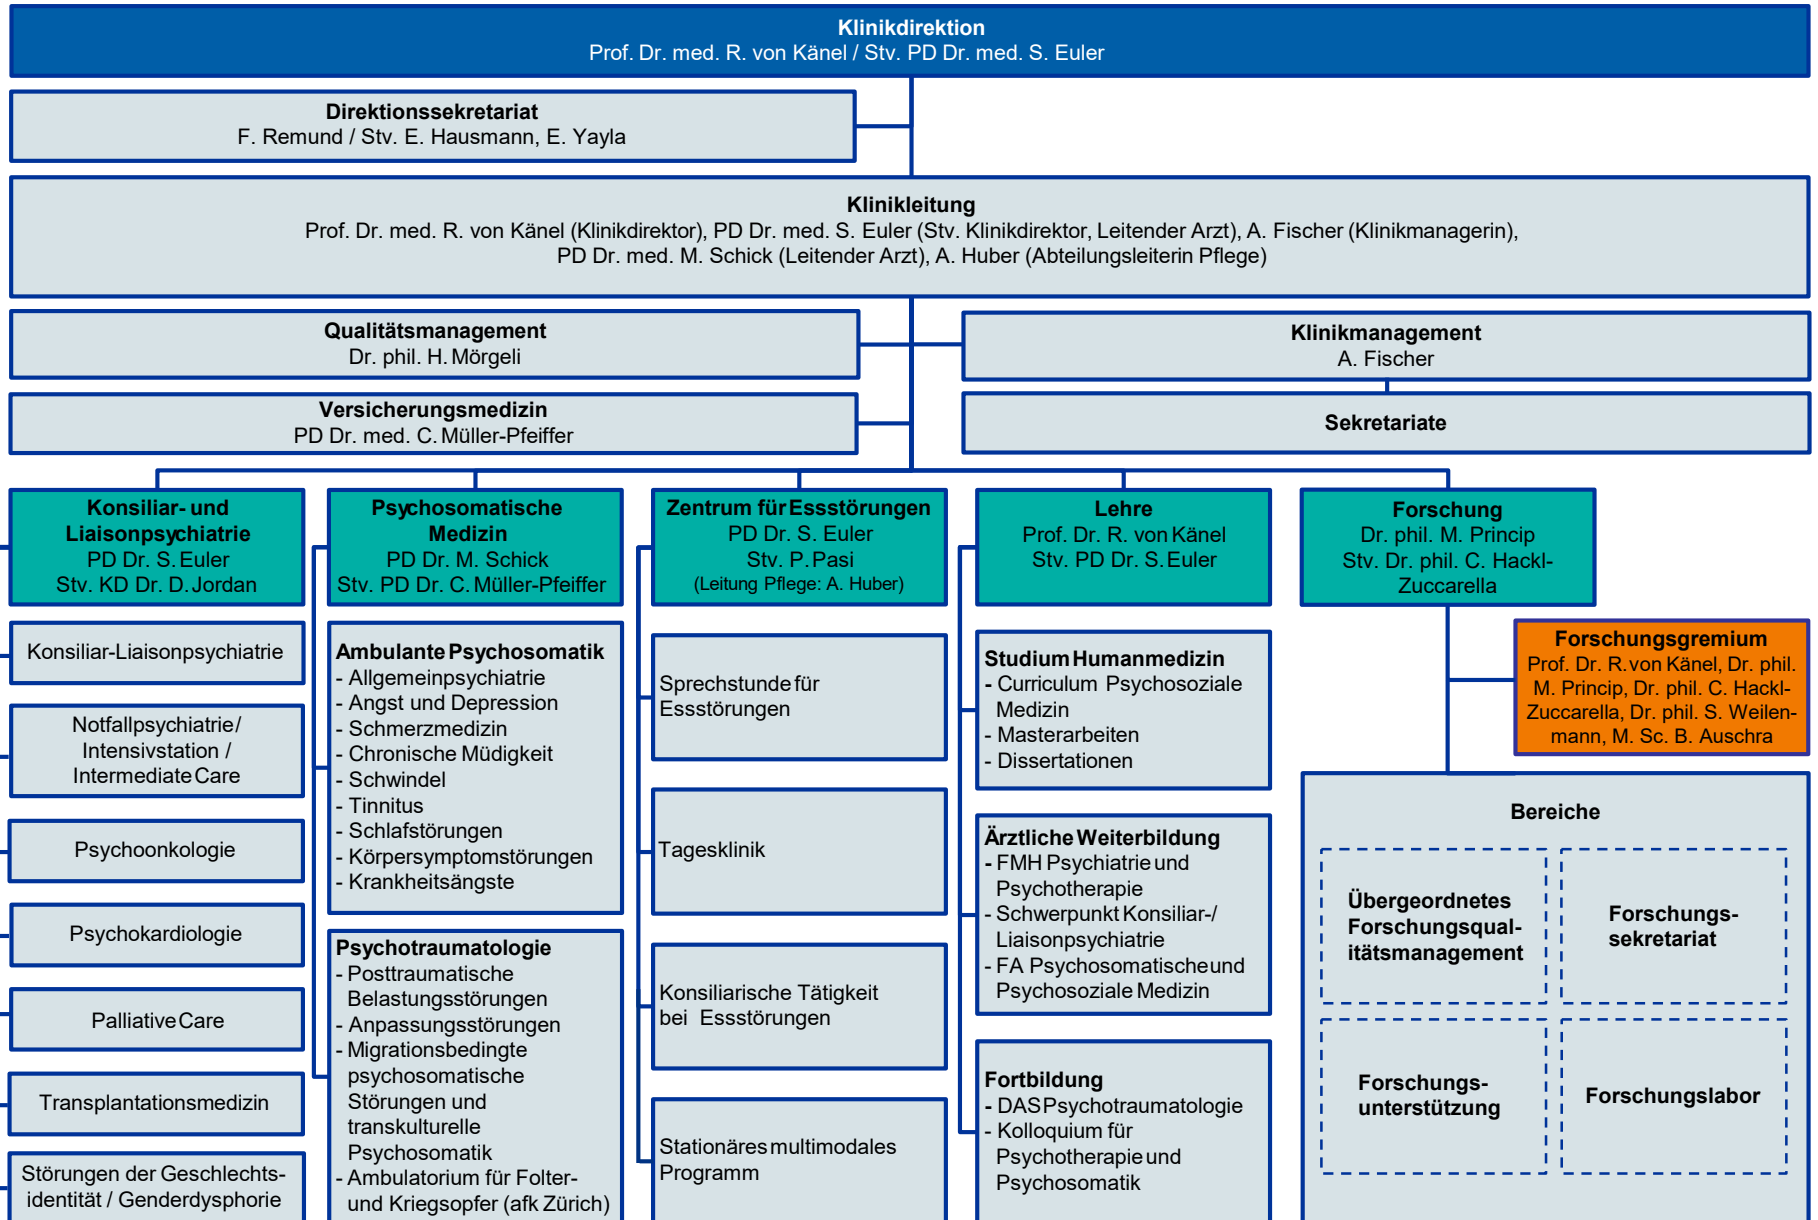 Klinikdirektion
Prof. Dr. med. R. von Känel / Stv. PD Dr. med. S. Euler
Direktionssekretariat
F. Remund / Stv. E. Hausmann, E. Yayla
Klinikleitung
Prof. Dr. med. R. von Känel (Klinikdirektor), PD Dr. med. S. Euler (Stv. Klinikdirektor, Leitender Arzt), A. Fischer (Klinikmanagerin),
PD Dr. med. M. Schick (Leitender Arzt), A. Huber (Abteilungsleiterin Pflege)
Qualitätsmanagement
Dr. phil. H. Mörgeli
Klinikmanagement
A. Fischer
Versicherungsmedizin
PD Dr. med. C. Müller-Pfeiffer
Sekretariate
Konsiliar- und
Liaisonpsychiatrie
PD Dr. S. Euler
Stv. KD Dr. D. Jordan
Konsiliar-Liaisonpsychiatrie
Notfallpsychiatrie/
Intensivstation /
Intermediate Care
Psychoonkologie
Psychokardiologie
Palliative Care
Transplantationsmedizin
Störungen der Geschlechts-
identität / Genderdysphorie
Psychosomatische
Medizin
PD Dr. M. Schick
Stv. PD Dr. C. Müller-Pfeiffer
Ambulante Psychosomatik
- Allgemeinpsychiatrie
- Angst und Depression
- Schmerzmedizin
- Chronische Müdigkeit
- Schwindel
- Tinnitus
- Schlafstörungen
- Körpersymptomstörungen
- Krankheitsängste
Psychotraumatologie
- Posttraumatische
Belastungsstörungen
- Anpassungsstörungen
- Migrationsbedingte
psychosomatische
Störungen und
transkulturelle
Psychosomatik
- Ambulatorium für Folter-
und Kriegsopfer (afk Zürich)
Zentrum für Essstörungen
PD Dr. S. Euler
Stv. P. Pasi
(Leitung Pflege: A. Huber)
Sprechstunde für
Essstörungen
Tagesklinik
Konsiliarische Tätigkeit
bei Essstörungen
Stationäres multimodales
Programm
Lehre
Prof. Dr. R. von Känel
Stv. PD Dr. S. Euler
Studium Humanmedizin
- Curriculum Psychosoziale
Medizin
- Masterarbeiten
- Dissertationen
Ärztliche Weiterbildung
- FMH Psychiatrie und
Psychotherapie
- Schwerpunkt Konsiliar-/
Liaisonpsychiatrie
- FA Psychosomatische und
Psychosoziale Medizin
Fortbildung
- DAS Psychotraumatologie
- Kolloquium für
Psychotherapie und
Psychosomatik
Forschung
Dr. phil. M. Princip
Stv. Dr. phil. C. Hackl-
Zuccarella
Forschungsgremium
Prof. Dr. R. von Känel, Dr. phil.
M. Princip, Dr. phil. C. Hackl-
Zuccarella, Dr. phil. S. Weilen-
mann, M. Sc. B. Auschra
Bereiche
Übergeordnetes
Forschungsqual-
itätsmanagement
Forschungs-
sekretariat
Forschungs-
unterstützung
Forschungslabor